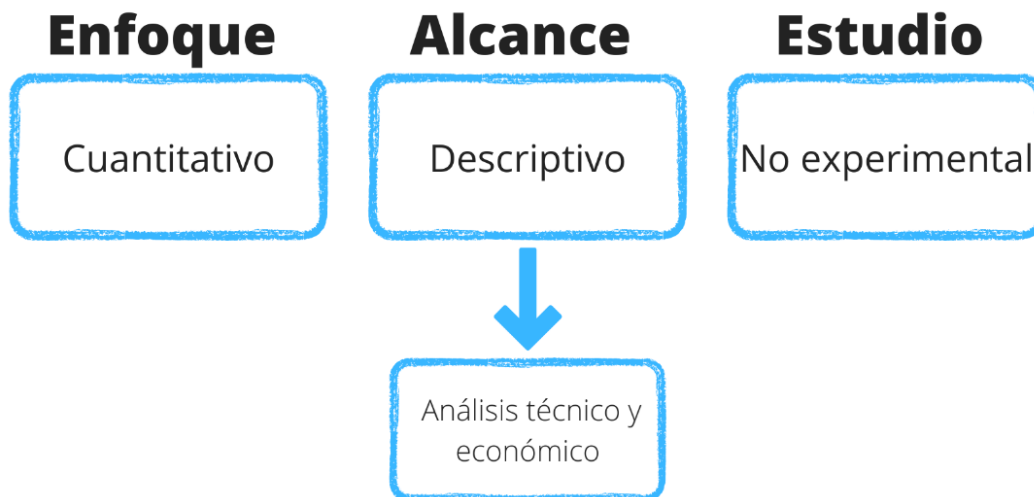 Enfoque
Alcance
Estudio
Cuantitativo
Descriptivo
No experimental
Análisis técnico y
económico